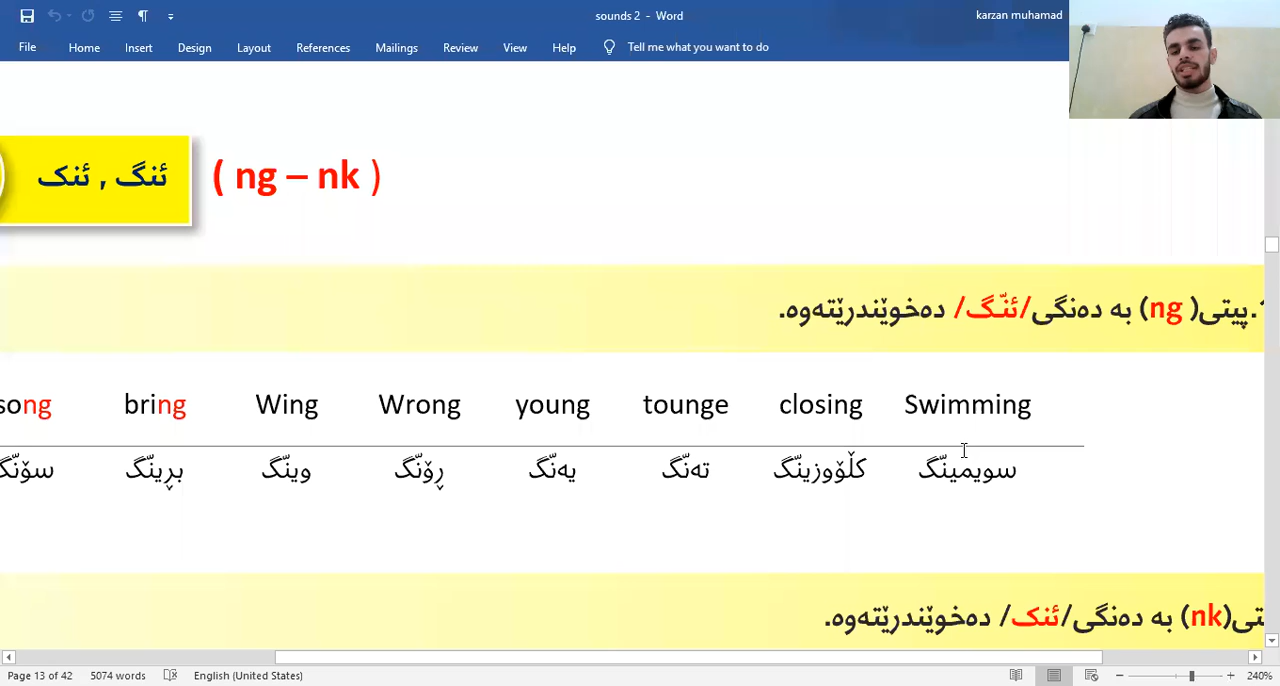 sounds 2 - Word
karzan muhamad
File Home Insert Design Layout References Mailings Review View Help Tell me what you want to do
ئنگ , ئنک
( ng – nk )
.پیتی( ng) بە دەنگی/ئنّگ/ دەخوێندرێتەوە.
song bring Wing Wrong young tounge closing Swimming
سۆنّگ بڕینّگ وینّگ ڕۆنّگ یەنّگ تەنّگ کڵۆوزینّگ سویمینّگ
(nk) بە دەنگی/ئنک/ دەخوێندرێتەوە.
Page 13 of 42 5074 words English (United States) 240%